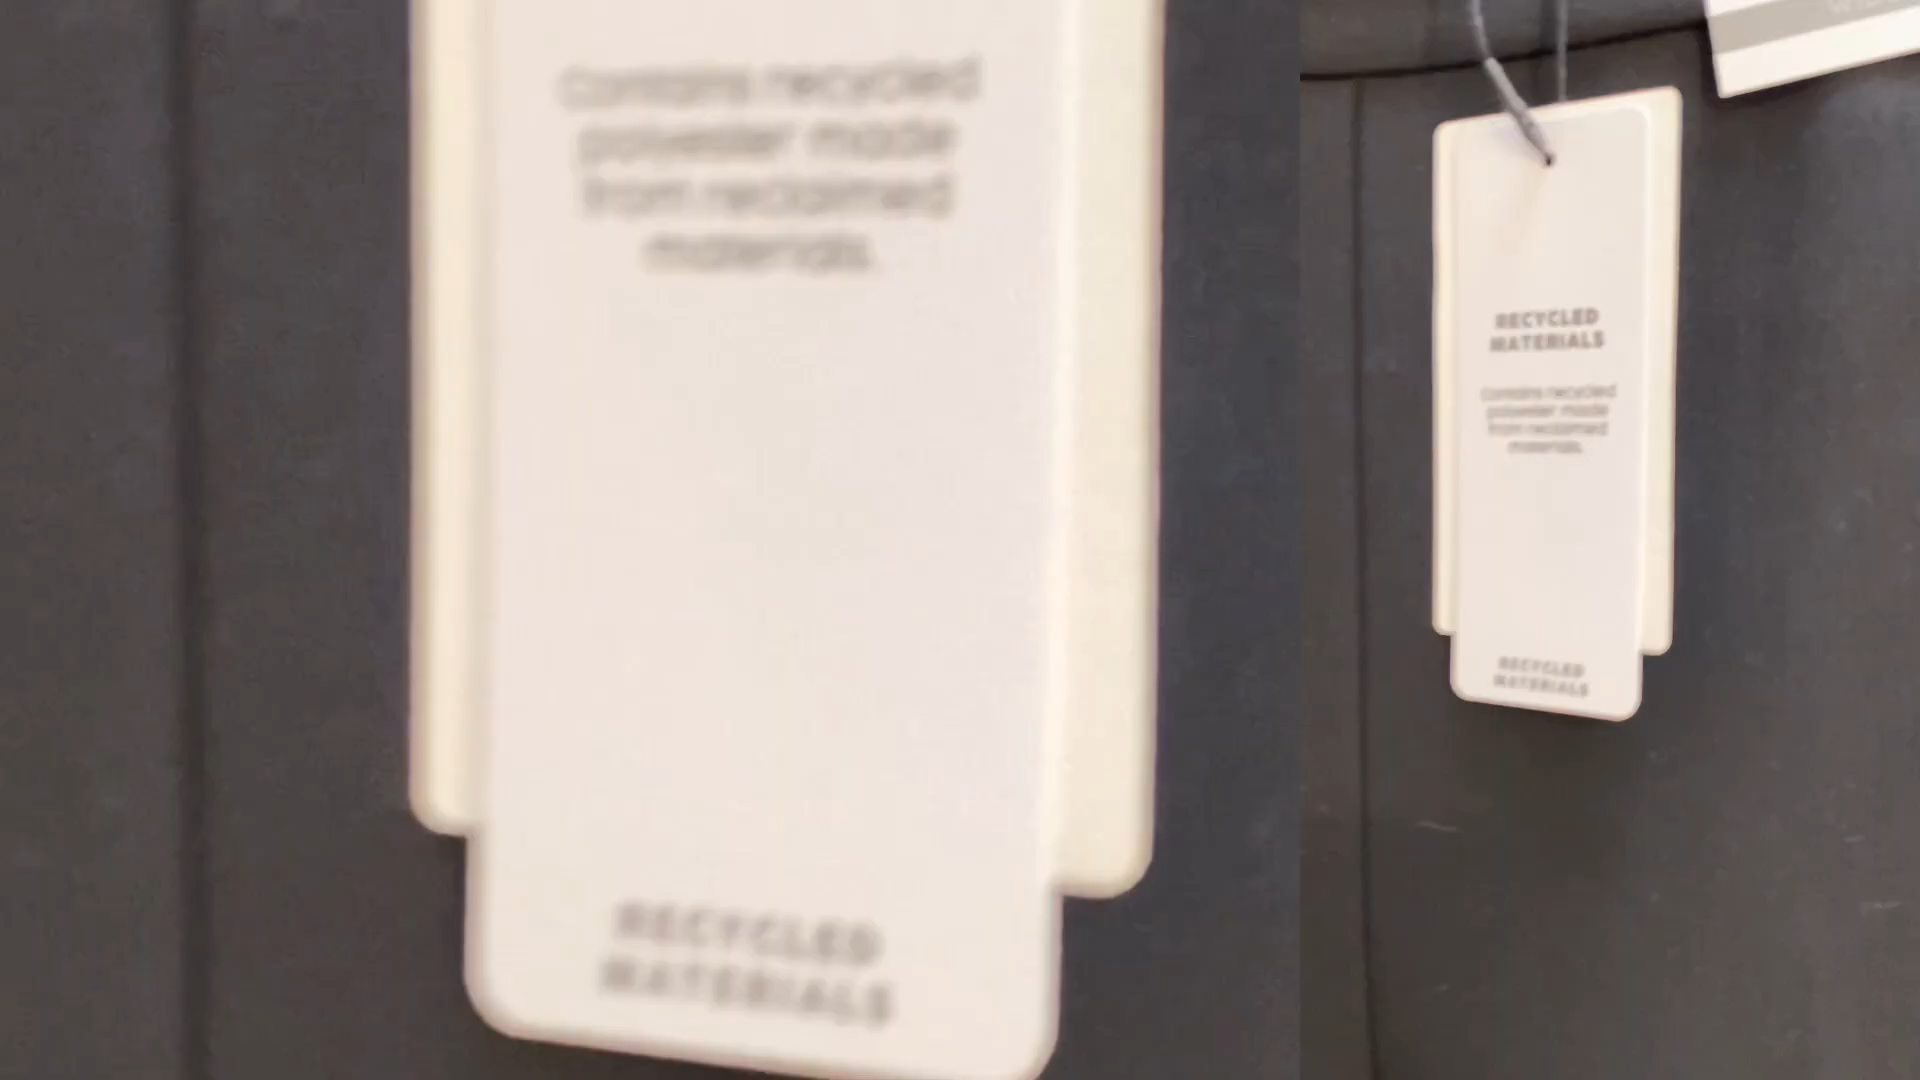 Contains recycled
polyester made
from reclaimed
materials.
RECYCLED
MATERIALS
RECYCLED
MATERIALS
Contains recycled
polyester made
from reclaimed
materials.
RECYCLED
MATERIALS